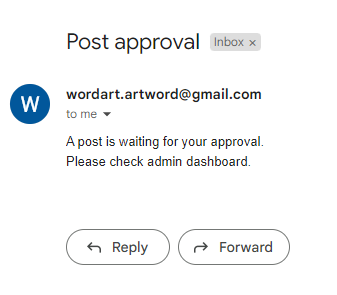 Post approval Inbox ×
W
wordart.artword@gmail.com
to me
A post is waiting for your approval.
Please check admin dashboard.
Reply Forward